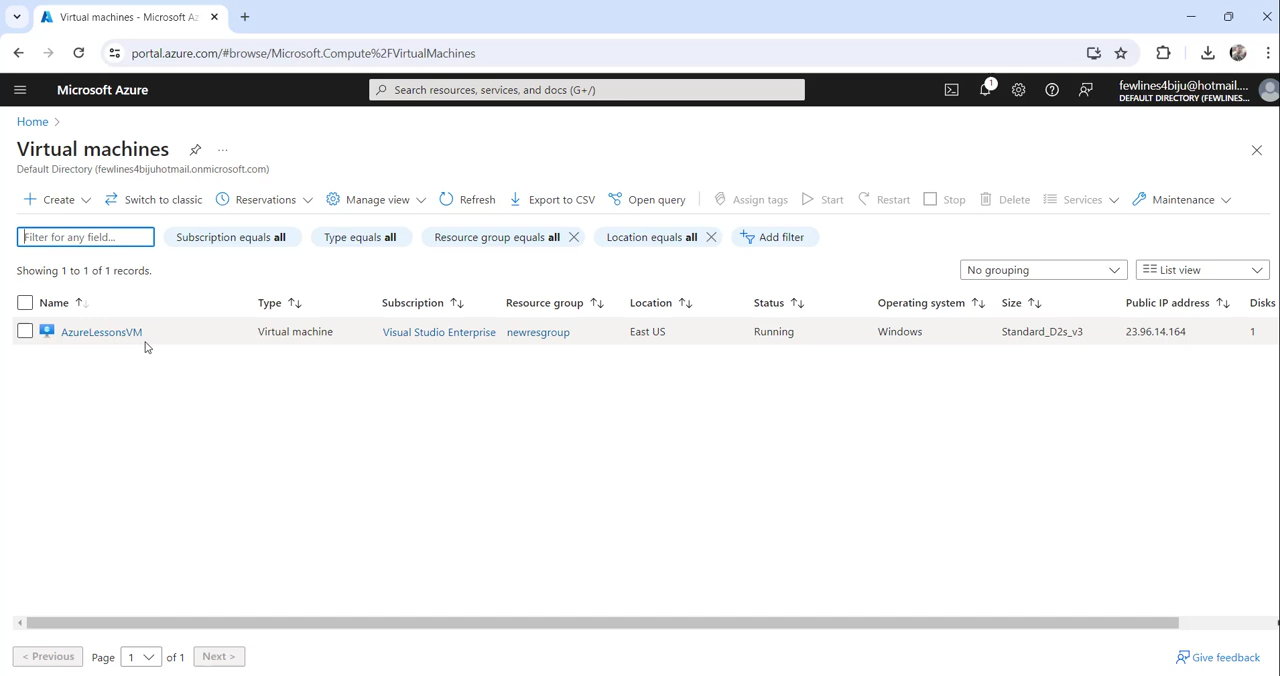 Virtual machines - Microsoft Az
portal.azure.com/#browse/Microsoft.Compute%2FVirtualMachines
Microsoft Azure
Search resources, services, and docs (G+/)
1
fewlines4biju@hotmail....
DEFAULT DIRECTORY (FEWLINES...
Home
Virtual machines
...
Default Directory (fewlines4bijuhotmail.onmicrosoft.com)
Create Switch to classic Reservations Manage view Refresh Export to CSV Open query Assign tags Start Restart Stop Delete Services Maintenance
Filter for any field... Subscription equals all Type equals all Resource group equals all Location equals all Add filter
Showing 1 to 1 of 1 records.
No grouping List view
Name Type Subscription Resource group Location Status Operating system Size Public IP address Disks
AzureLessonsVM Virtual machine Visual Studio Enterprise newresgroup East US Running Windows Standard_D2s_v3 23.96.14.164 1
< Previous Page 1 of 1 Next > Give feedback